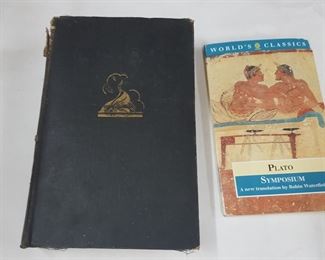 WORLD'S CLASSICS
PLATO
SYMPOSIUM
A new translation by Robin Waterfield